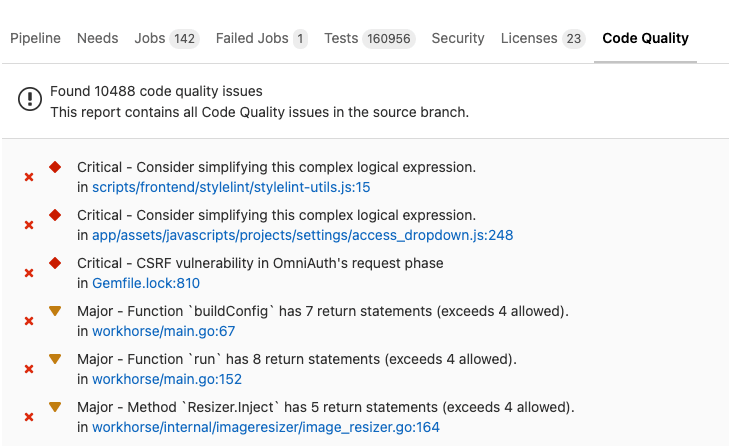 Pipeline Needs Jobs 142 Failed Jobs 1 Tests 160956 Security Licenses 23 Code Quality
Found 10488 code quality issues
This report contains all Code Quality issues in the source branch.
Critical - Consider simplifying this complex logical expression.
in scripts/frontend/stylelint/stylelint-utils.js:15
Critical - Consider simplifying this complex logical expression.
in app/assets/javascripts/projects/settings/access_dropdown.js:248
Critical - CSRF vulnerability in OmniAuth's request phase
in Gemfile.lock:810
Major - Function `buildConfig` has 7 return statements (exceeds 4 allowed).
in workhorse/main.go:67
Major - Function `run` has 8 return statements (exceeds 4 allowed).
in workhorse/main.go:152
Major - Method `Resizer.Inject` has 5 return statements (exceeds 4 allowed).
in workhorse/internal/imageresizer/image_resizer.go:164